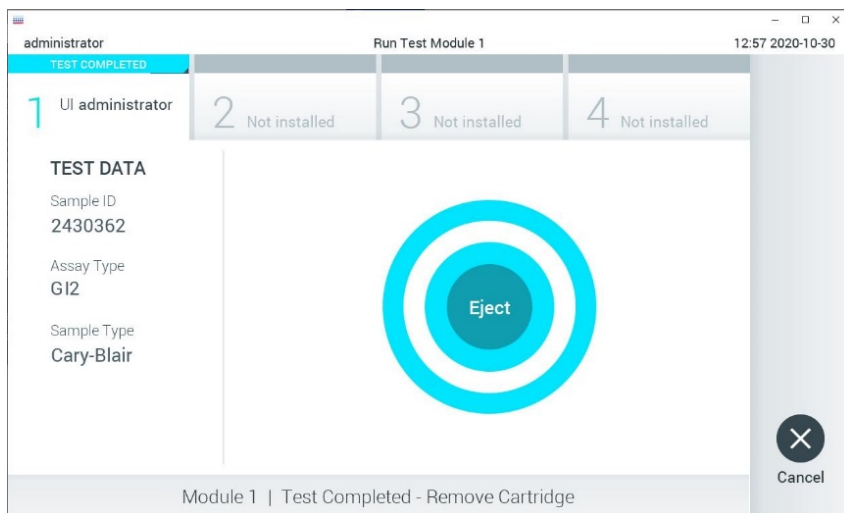 administrator Run Test Module 1 12:57 2020-10-30
TEST COMPLETED
1 UI administrator 2 Not installed 3 Not installed 4 Not installed
TEST DATA
Sample ID
2430362
Assay Type
GI2
Sample Type
Cary-Blair
Eject
Cancel
Module 1 | Test Completed - Remove Cartridge